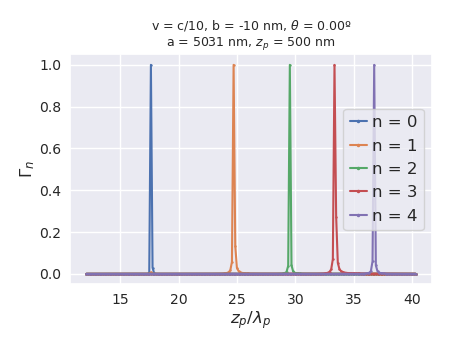 v = c/10, b = -10 nm, θ = 0.00º
a = 5031 nm, z_p = 500 nm
1.0
0.8
0.6
0.4
0.2
0.0
Γ_n
n = 0
n = 1
n = 2
n = 3
n = 4
15 20 25 30 35 40
z_p/λ_p